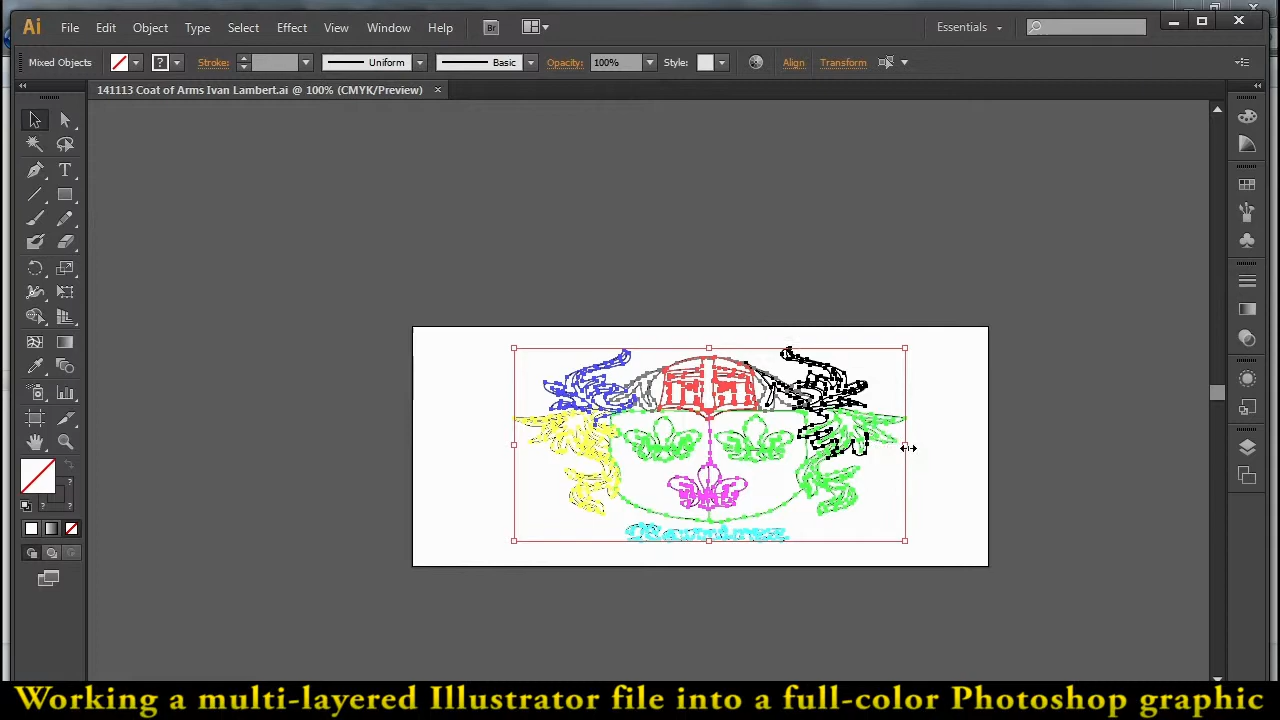 Ai File Edit Object Type Select Effect View Window Help Br Essentials
Mixed Objects ? Stroke: Uniform Basic Opacity: 100% Style: Align Transform
141113 Coat of Arms Ivan Lambert.ai @ 100% (CMYK/Preview) ×
T
?
? ?
Working a multi-layered Illustrator file into a full-color Photoshop graphic